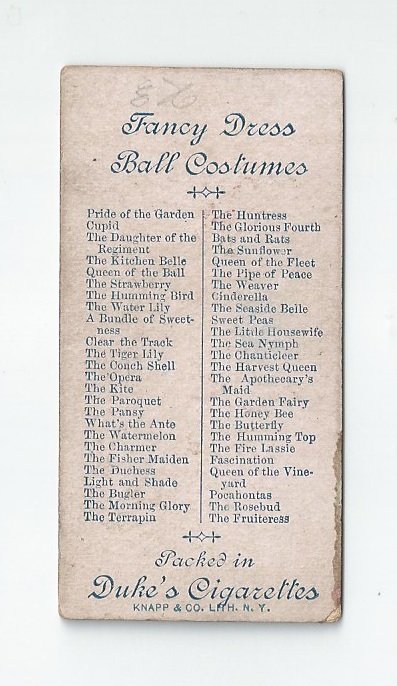 Fancy Dress
Ball Costumes
Pride of the Garden
Cupid
The Daughter of the
Regiment
The Kitchen Belle
Queen of the Ball
The Strawberry
The Humming Bird
The Water Lily
A Bundle of Sweet-
ness
Clear the Track
The Tiger Lily
The Conch Shell
The Opera
The Kite
The Paroquet
The Pansy
What's the Ante
The Watermelon
The Charmer
The Fisher Maiden
The Duchess
Light and Shade
The Bugler
The Morning Glory
The Terrapin
The Huntress
The Glorious Fourth
Bats and Rats
The Sunflower
Queen of the Fleet
The Pipe of Peace
The Weaver
Cinderella
The Seaside Belle
Sweet Peas
The Little Housewife
The Sea Nymph
The Chanticleer
The Harvest Queen
The Apothecary's
Maid
The Garden Fairy
The Honey Bee
The Butterfly
The Humming Top
The Fire Lassie
Fascination
Queen of the Vine-
yard
Pocahontas
The Rosebud
The Fruiteress
Packed in
Duke's Cigarettes
KNAPP & CO. LITH. N. Y.